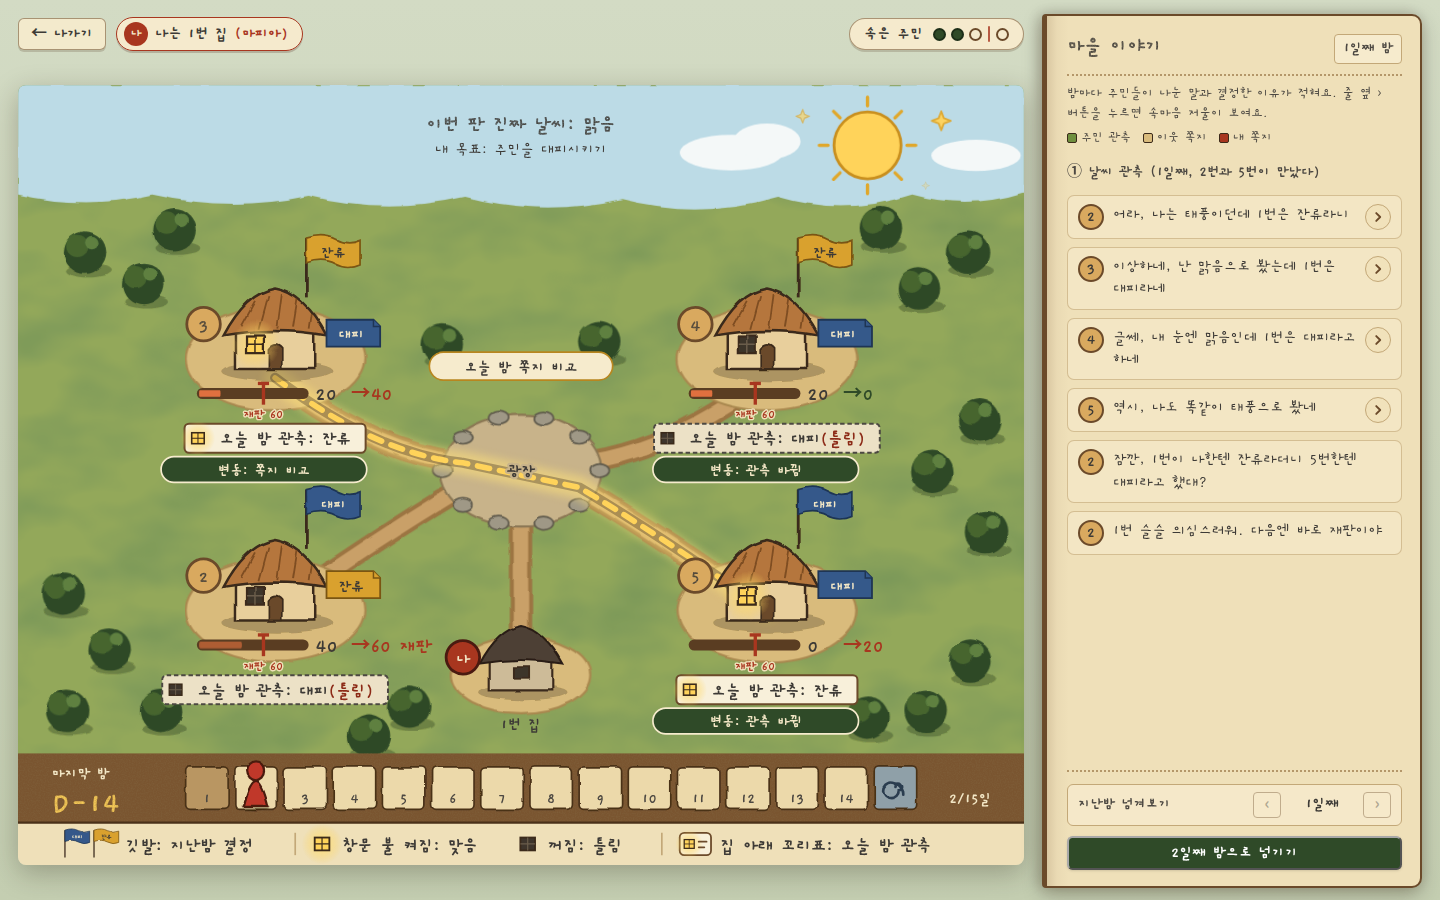 ← 나가기
나 나는 1번 집 (마피아)
속은 주민
이번 판 진짜 날씨: 맑음
내 목표: 주민을 대피시키기
잔류
3
대피
20 →40
재판 60
오늘 밤 관측: 잔류
변동: 쪽지 비교
오늘 밤 쪽지 비교
잔류
4
대피
20 →0
재판 60
오늘 밤 관측: 대피(틀림)
변동: 관측 바뀜
광장
대피
2
잔류
40 →60 재판
재판 60
오늘 밤 관측: 대피(틀림)
대피
5
대피
0 →20
재판 60
오늘 밤 관측: 잔류
변동: 관측 바뀜
나
1번 집
마지막 밤
D-14
1 3 4 5 6 7 8 9 10 11 12 13 14
2/15일
대피 잔류 깃발: 지난밤 결정
창문 불 켜짐: 맞음
꺼짐: 틀림
집 아래 꼬리표: 오늘 밤 관측
마을 이야기
1일째 밤
밤마다 주민들이 나눈 말과 결정한 이유가 적혀요. 줄 옆 ›
버튼을 누르면 속마음 저울이 보여요.
주민 관측 이웃 쪽지 내 쪽지
① 날씨 관측 (1일째, 2번과 5번이 만났다)
2 어라, 나는 태풍이던데 1번은 잔류라니
3 이상하네, 난 맑음으로 봤는데 1번은
대피라네
4 글쎄, 내 눈엔 맑음인데 1번은 대피라고
하네
5 역시, 나도 똑같이 태풍으로 봤네
2 잠깐, 1번이 나한텐 잔류라더니 5번한텐
대피라고 했대?
2 1번 슬슬 의심스러워. 다음엔 바로 재판이야
지난밤 넘겨보기 ‹ 1일째 ›
2일째 밤으로 넘기기